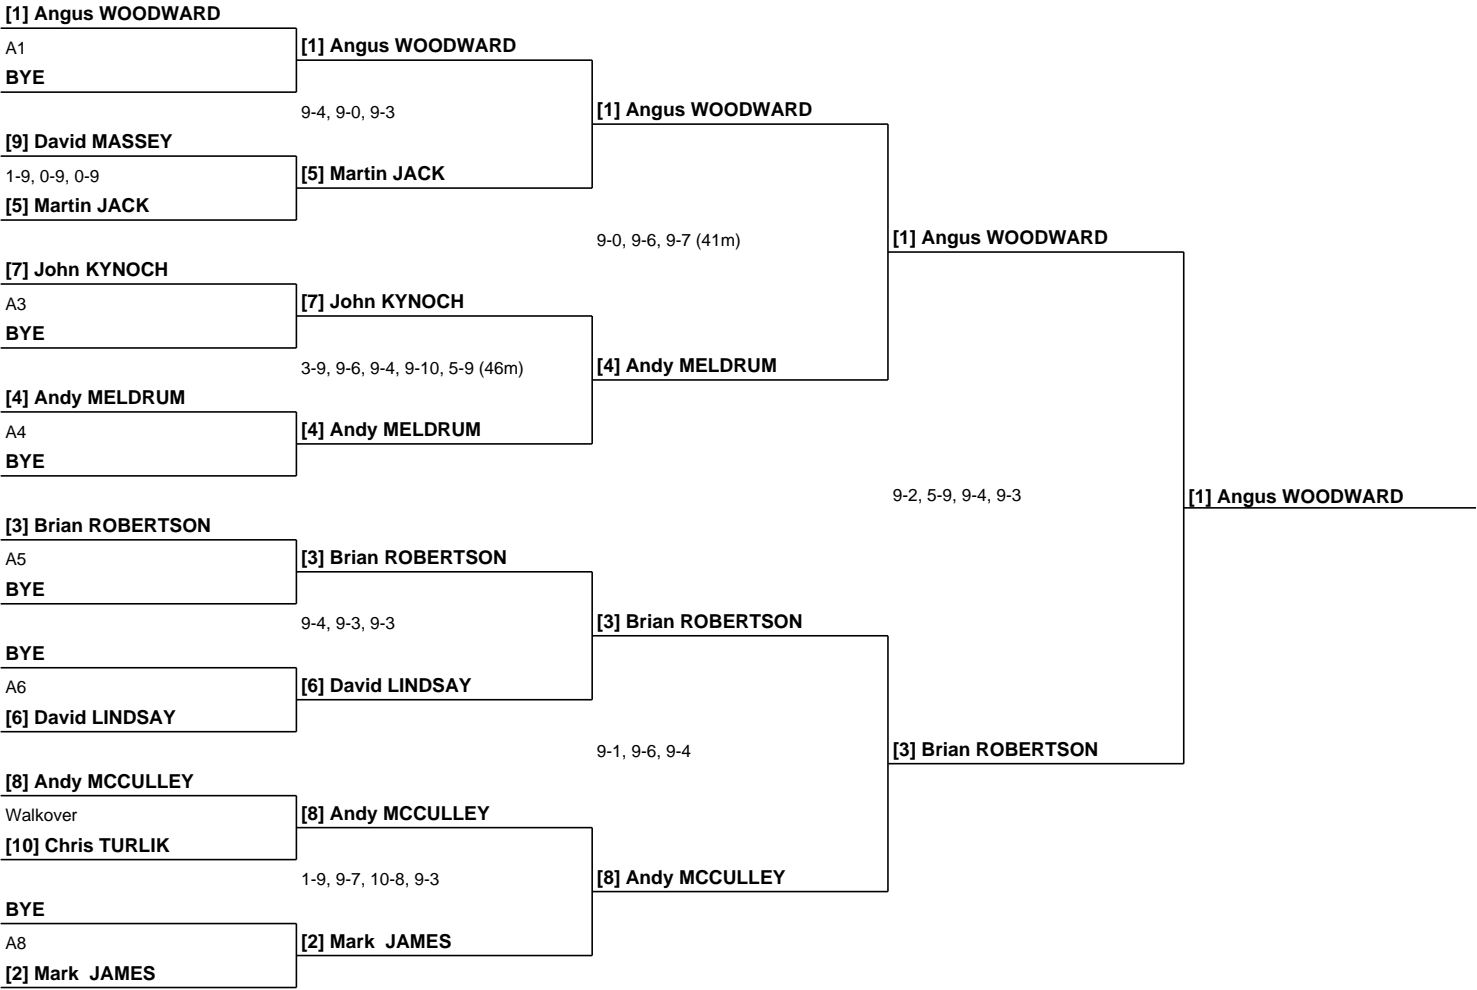 [1] Angus WOODWARD
A1
BYE
[9] David MASSEY
1-9, 0-9, 0-9
[5] Martin JACK
[7] John KYNOCH
A3
BYE
[4] Andy MELDRUM
A4
BYE
[3] Brian ROBERTSON
A5
BYE
BYE
A6
[6] David LINDSAY
[8] Andy MCCULLEY
Walkover
[10] Chris TURLIK
BYE
A8
[2] Mark  JAMES
[1] Angus WOODWARD
9-4, 9-0, 9-3
[5] Martin JACK
[7] John KYNOCH
3-9, 9-6, 9-4, 9-10, 5-9 (46m)
[4] Andy MELDRUM
[3] Brian ROBERTSON
9-4, 9-3, 9-3
[6] David LINDSAY
[8] Andy MCCULLEY
1-9, 9-7, 10-8, 9-3
[2] Mark  JAMES
[1] Angus WOODWARD
9-0, 9-6, 9-7 (41m)
[4] Andy MELDRUM
[3] Brian ROBERTSON
9-1, 9-6, 9-4
[8] Andy MCCULLEY
[1] Angus WOODWARD
9-2, 5-9, 9-4, 9-3
[3] Brian ROBERTSON
[1] Angus WOODWARD